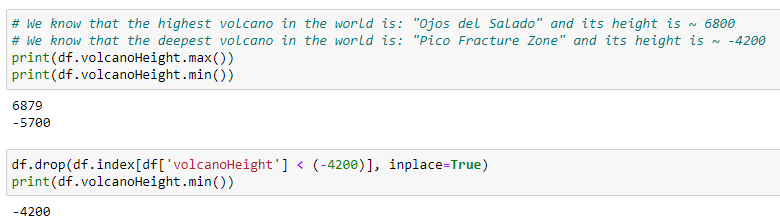 # We know that the highest volcano in the world is: "Ojos del Salado" and its height is ~ 6800
# We know that the deepest volcano in the world is: "Pico Fracture Zone" and its height is ~ -4200
print(df.volcanoHeight.max())
print(df.volcanoHeight.min())
6879
-5700
df.drop(df.index[df['volcanoHeight'] < (-4200)], inplace=True)
print(df.volcanoHeight.min())
-4200